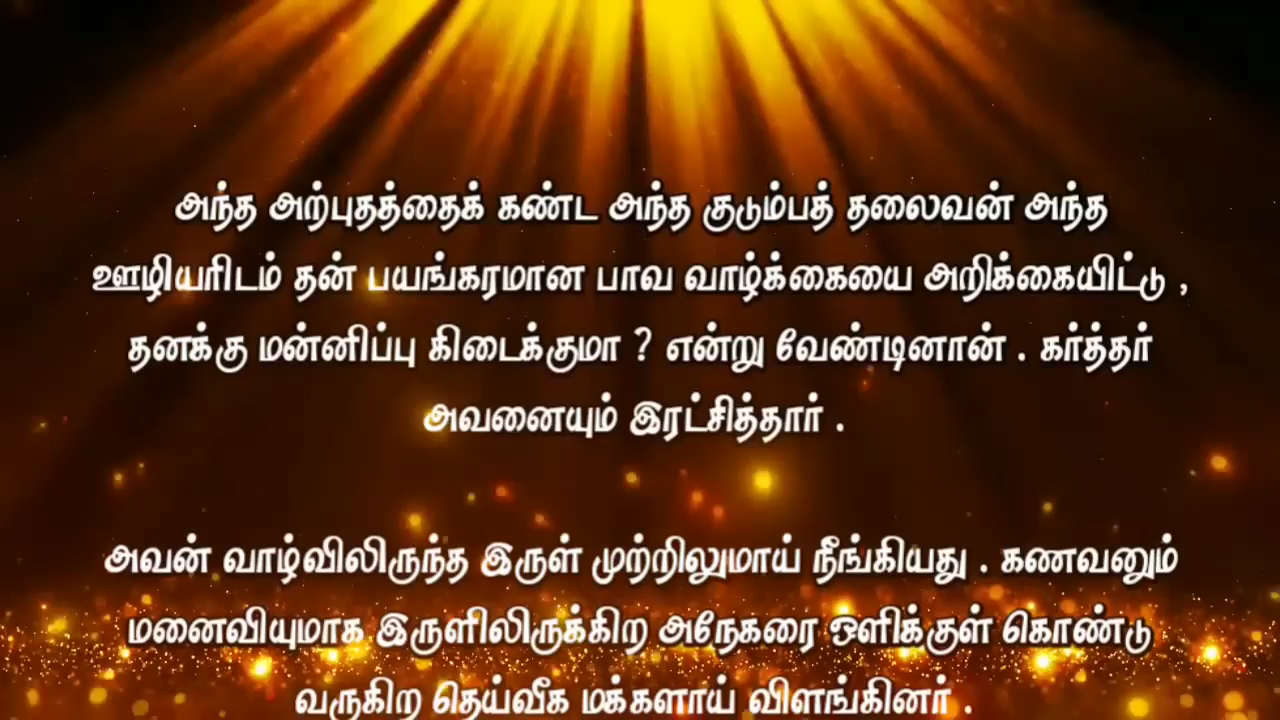 அந்த அற்புதத்தைக் கண்ட அந்த குடும்பத் தலைவன் அந்த
ஊழியரிடம் தன் பயங்கரமான பாவ வாழ்க்கையை அறிக்கையிட்டு ,
தனக்கு மன்னிப்பு கிடைக்குமா ? என்று வேண்டினான் . கர்த்தர்
அவனையும் இரட்சித்தார் .
அவன் வாழ்விலிருந்த இருள் முற்றிலுமாய் நீங்கியது . கணவனும்
மனைவியுமாக இருளிலிருக்கிற அநேகரை ஒளிக்குள் கொண்டு
வருகிற தெய்வீக மக்களாய் விளங்கினர் .